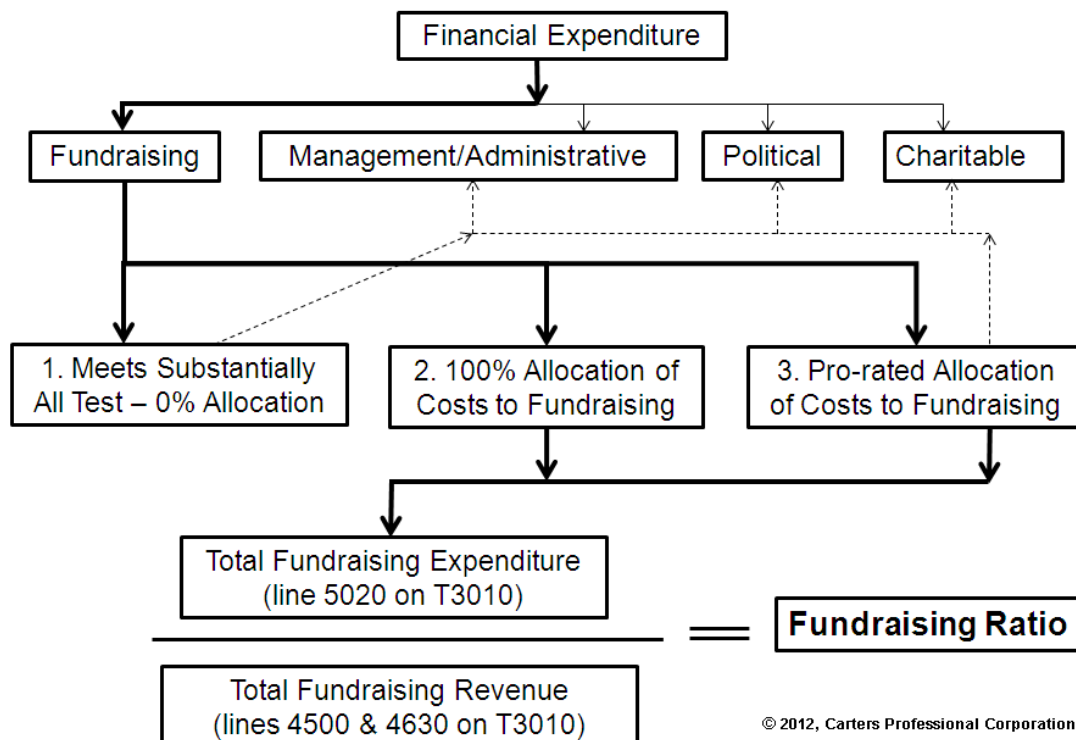 Financial Expenditure
Fundraising
Management/Administrative
Political
Charitable
1. Meets Substantially
All Test – 0% Allocation
2. 100% Allocation of
Costs to Fundraising
3. Pro-rated Allocation
of Costs to Fundraising
Total Fundraising Expenditure
(line 5020 on T3010)
Fundraising Ratio
Total Fundraising Revenue
(lines 4500 & 4630 on T3010)
© 2012, Carters Professional Corporation